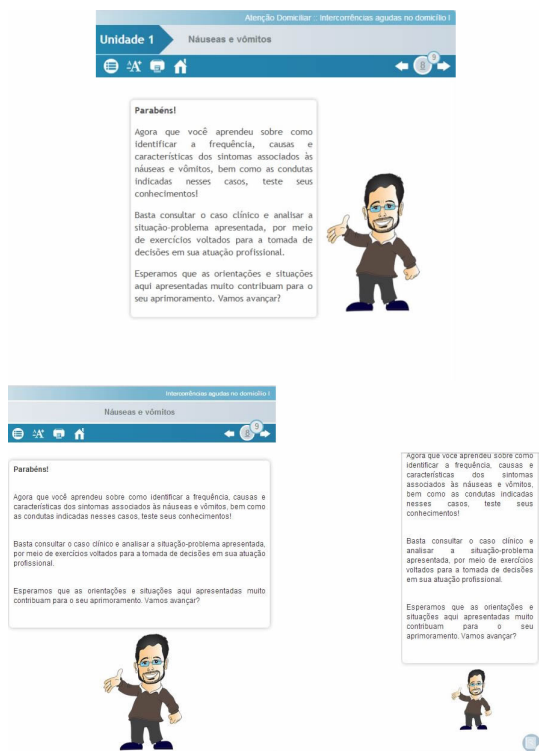 Atenção Domiciliar :: Intercorrências agudas no domicílio I
Unidade 1
Náuseas e vômitos
A
8
9
Parabéns!
Agora que você aprendeu sobre como
identificar a frequência, causas e
características dos sintomas associados às
náuseas e vômitos, bem como as condutas
indicadas nesses casos, teste seus
conhecimentos!
Basta consultar o caso clínico e analisar a
situação-problema apresentada, por meio
de exercícios voltados para a tomada de
decisões em sua atuação profissional.
Esperamos que as orientações e situações
aqui apresentadas muito contribuam para o
seu aprimoramento. Vamos avançar?
Intercorrências agudas no domicílio I
Náuseas e vômitos
A
8
9
Parabéns!
Agora que você aprendeu sobre como identificar a frequência, causas e
características dos sintomas associados às náuseas e vômitos, bem como
as condutas indicadas nesses casos, teste seus conhecimentos!
Basta consultar o caso clínico e analisar a situação-problema apresentada,
por meio de exercícios voltados para a tomada de decisões em sua atuação
profissional.
Esperamos que as orientações e situações aqui apresentadas muito
contribuam para o seu aprimoramento. Vamos avançar?
Agora que você aprendeu sobre como
identificar a frequência, causas e
características dos sintomas
associados às náuseas e vômitos,
bem como as condutas indicadas
nesses casos, teste seus
conhecimentos!
Basta consultar o caso clínico e
analisar a situação-problema
apresentada, por meio de exercícios
voltados para a tomada de decisões
em sua atuação profissional.
Esperamos que as orientações e
situações aqui apresentadas muito
contribuam para o seu
aprimoramento. Vamos avançar?